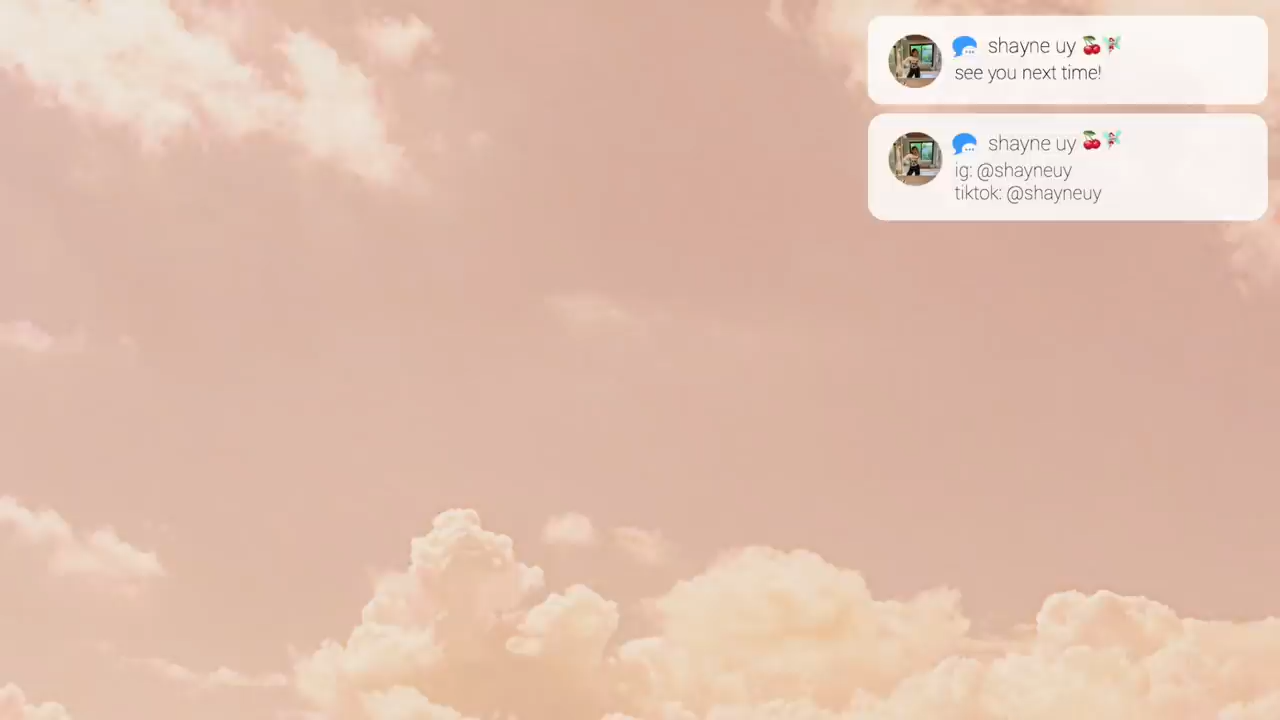 shayne uy 🍒🧚
see you next time!
shayne uy 🍒🧚
ig: @shayneuy
tiktok: @shayneuy